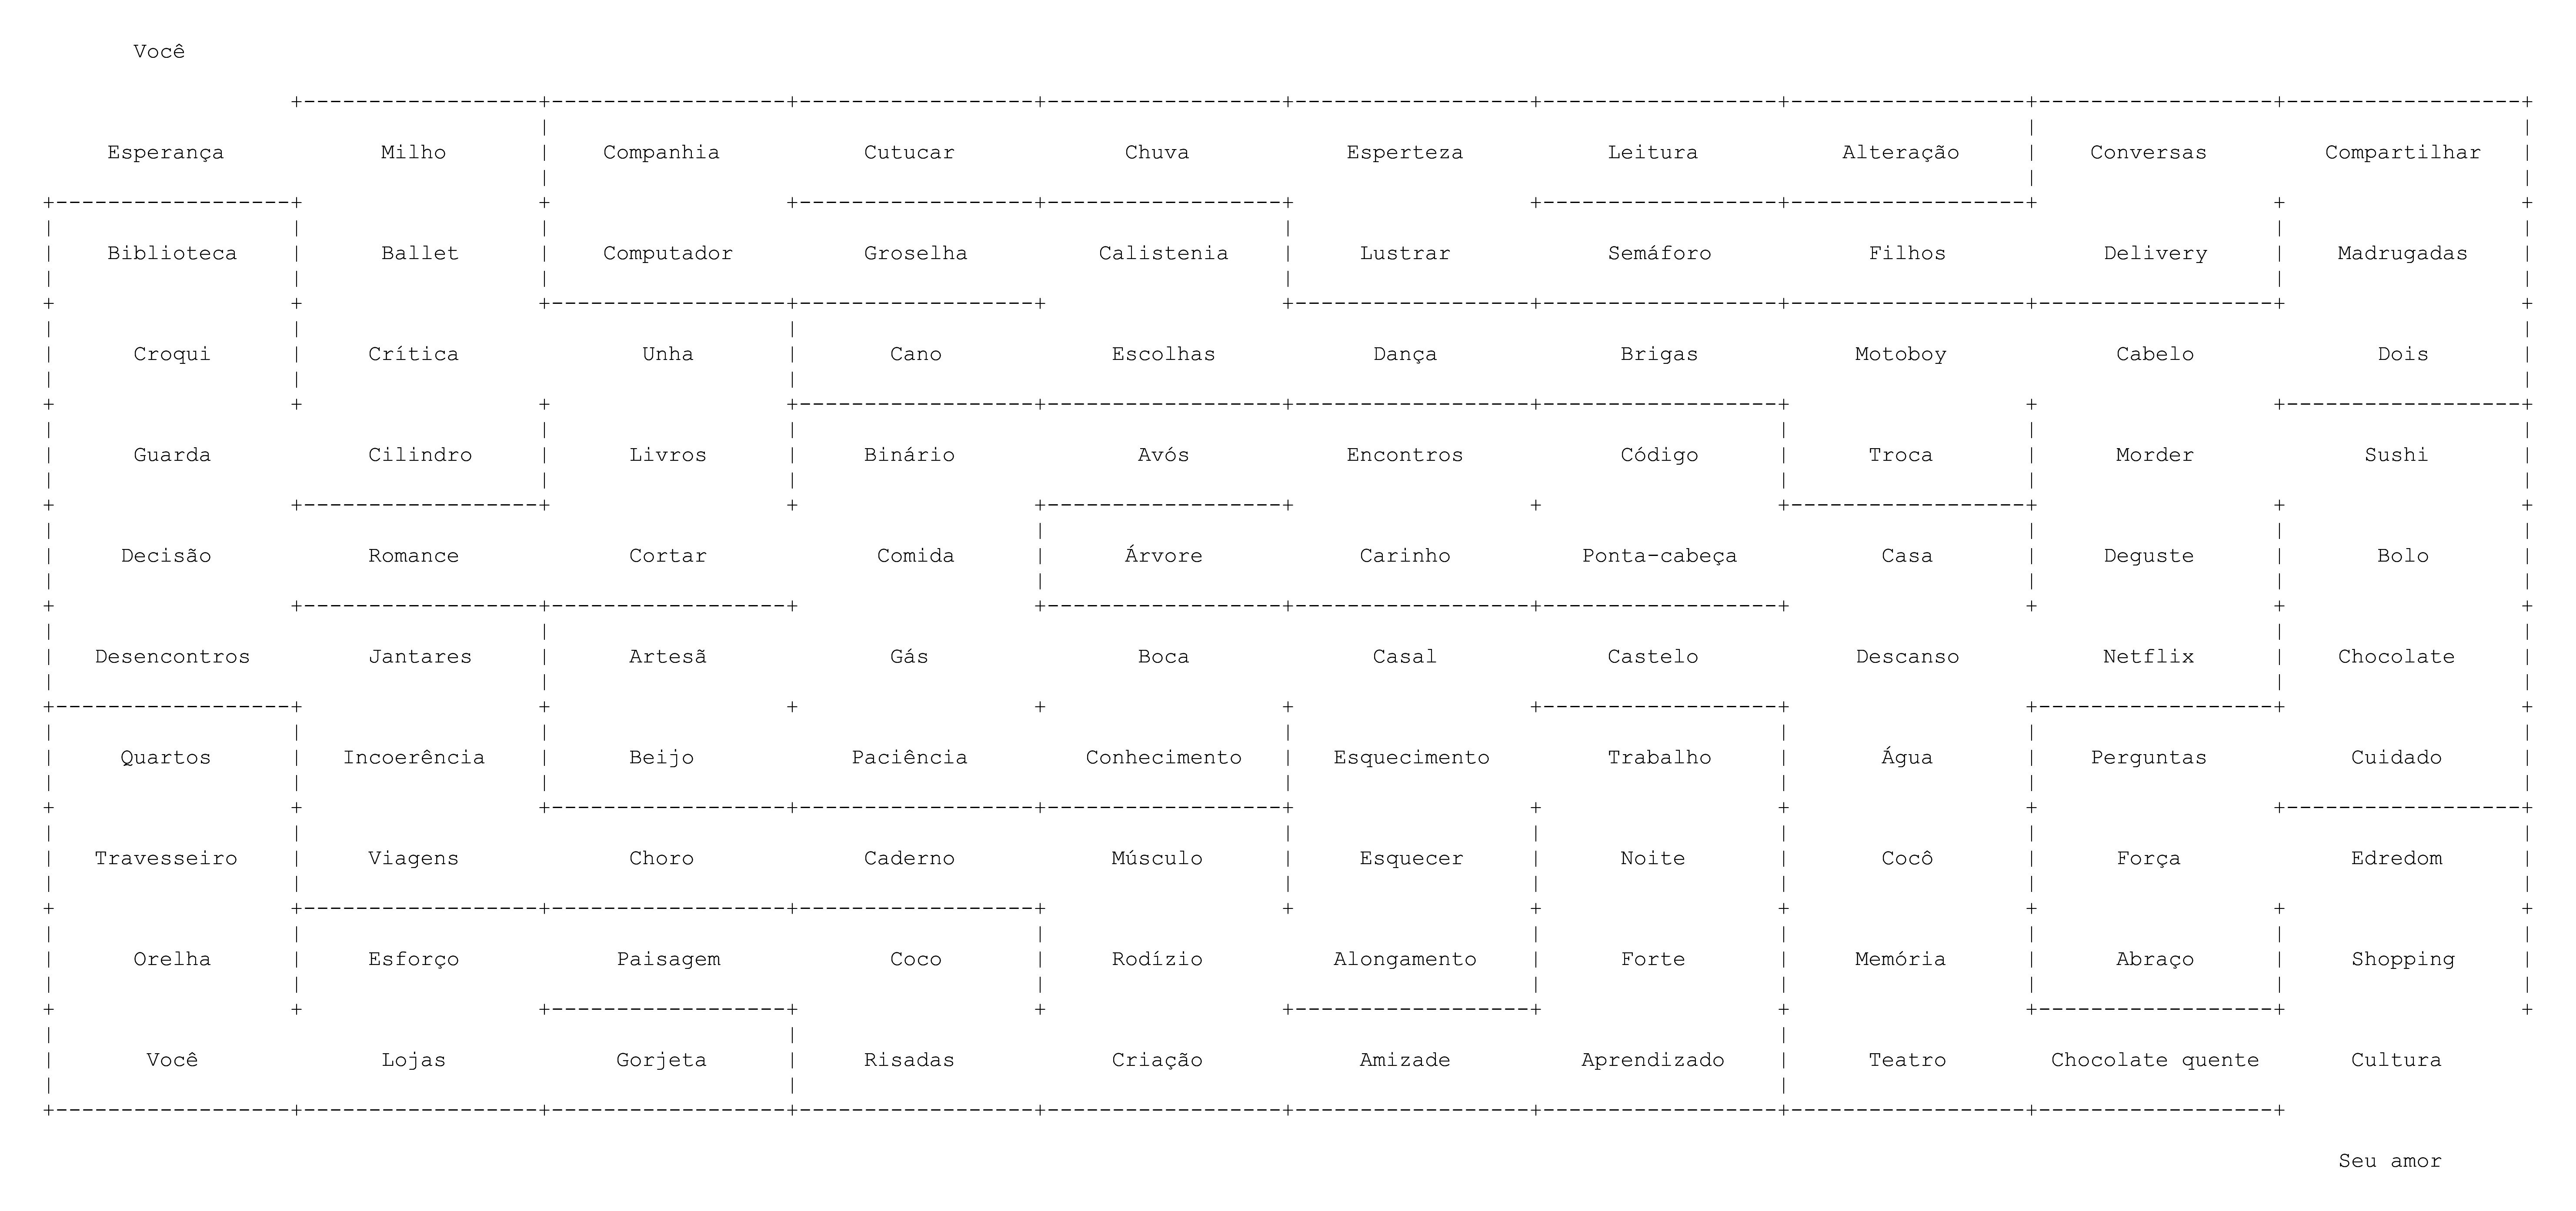 Você
Esperança Milho Companhia Cutucar Chuva Esperteza Leitura Alteração Conversas Compartilhar
Biblioteca Ballet Computador Groselha Calistenia Lustrar Semáforo Filhos Delivery Madrugadas
Croqui Crítica Unha Cano Escolhas Dança Brigas Motoboy Cabelo Dois
Guarda Cilindro Livros Binário Avós Encontros Código Troca Morder Sushi
Decisão Romance Cortar Comida Árvore Carinho Ponta-cabeça Casa Deguste Bolo
Desencontros Jantares Artesã Gás Boca Casal Castelo Descanso Netflix Chocolate
Quartos Incoerência Beijo Paciência Conhecimento Esquecimento Trabalho Água Perguntas Cuidado
Travesseiro Viagens Choro Caderno Músculo Esquecer Noite Cocô Força Edredom
Orelha Esforço Paisagem Coco Rodízio Alongamento Forte Memória Abraço Shopping
Você Lojas Gorjeta Risadas Criação Amizade Aprendizado Teatro Chocolate quente Cultura
Seu amor